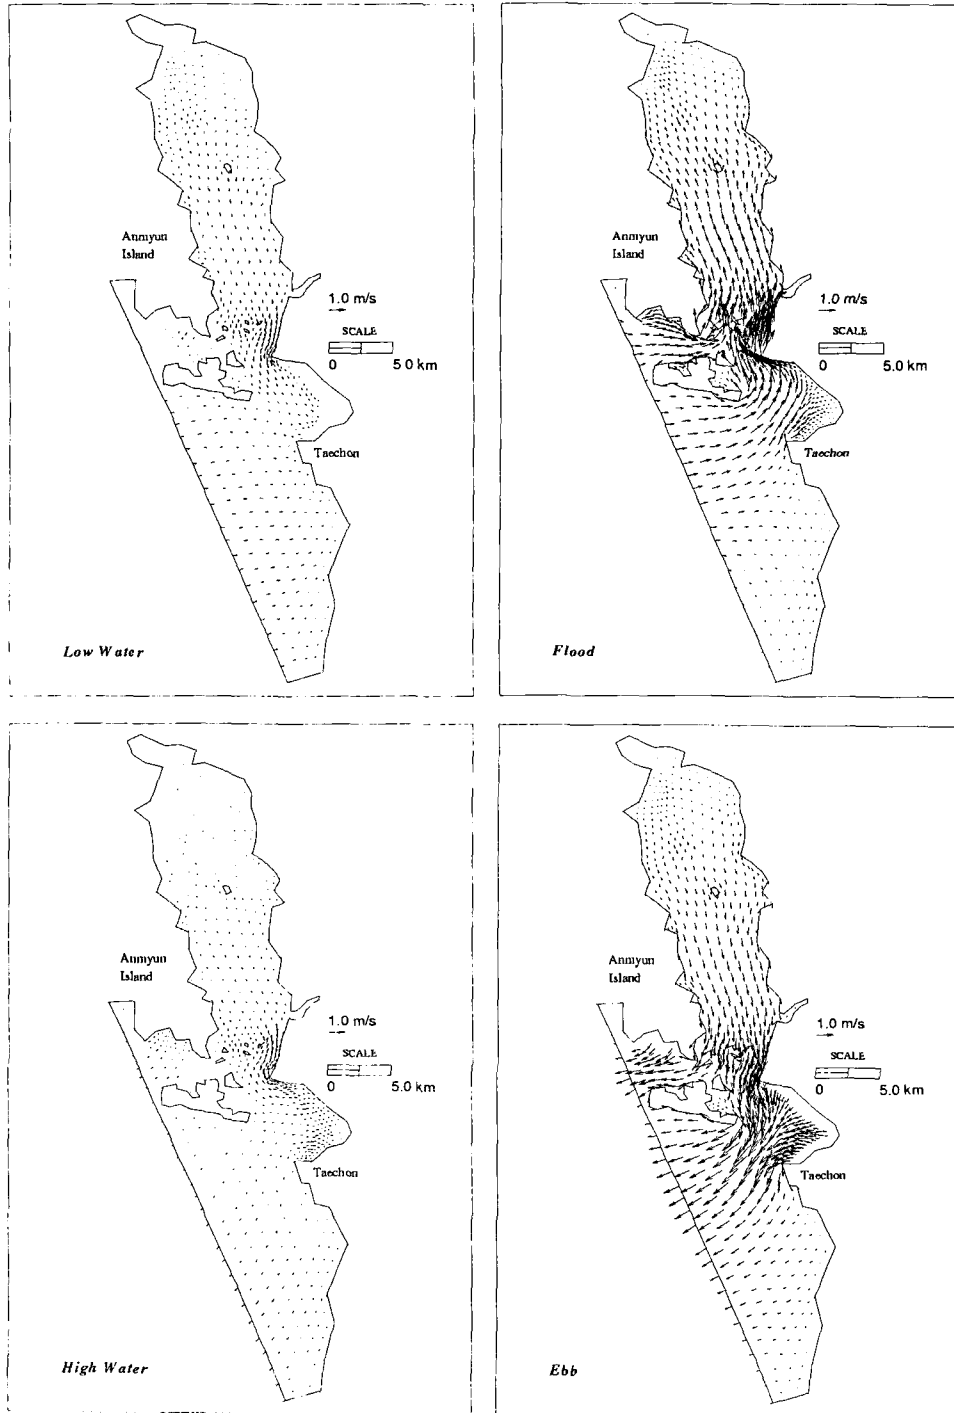 Anmyun
Island
1.0 m/s
SCALE
0 5 0 km
Taechon
Low Water
Anmyun
Island
1.0 m/s
SCALE
0 5.0 km
Taechon
Flood
Anmyun
Island
1.0 m/s
SCALE
0 5.0 km
Taechon
High Water
Anmyun
Island
1.0 m/s
SCALE
0 5.0 km
Taechon
Ebb